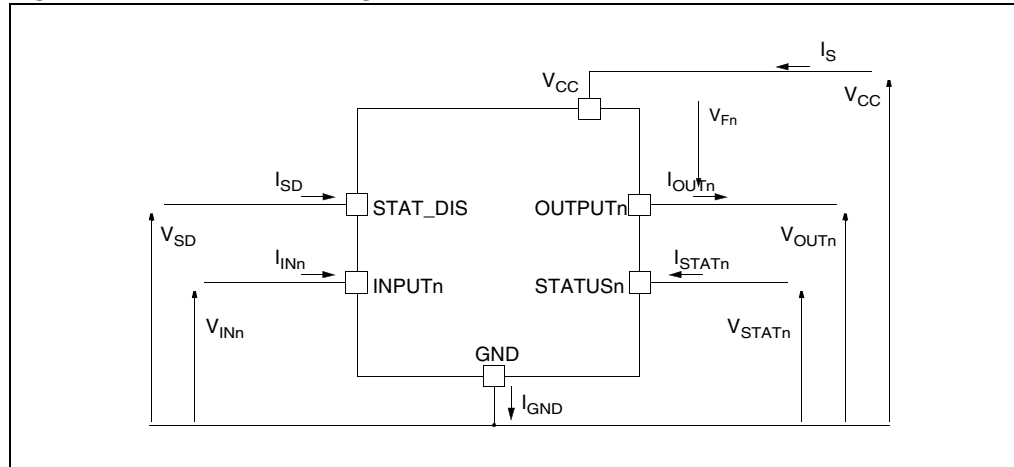 I_S
V_CC
V_CC
V_Fn
I_SD
I_OUTn
STAT_DIS
OUTPUTn
V_SD
V_OUTn
I_INn
I_STATn
INPUTn
STATUSn
V_INn
V_STATn
GND
I_GND